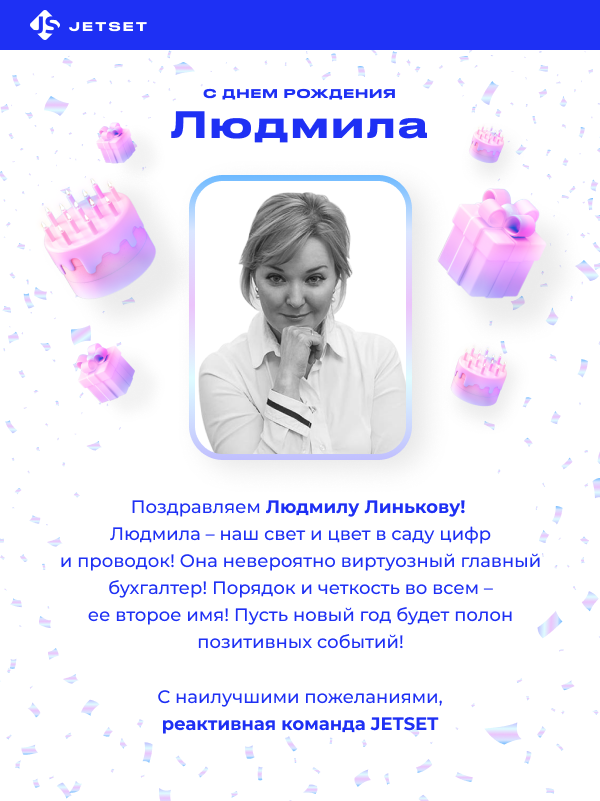 JS JETSET
С ДНЕМ РОЖДЕНИЯ
Людмила
Поздравляем Людмилу Линькову!
Людмила – наш свет и цвет в саду цифр
и проводок! Она невероятно виртуозный главный
бухгалтер! Порядок и четкость во всем –
ее второе имя! Пусть новый год будет полон
позитивных событий!
С наилучшими пожеланиями,
реактивная команда JETSET